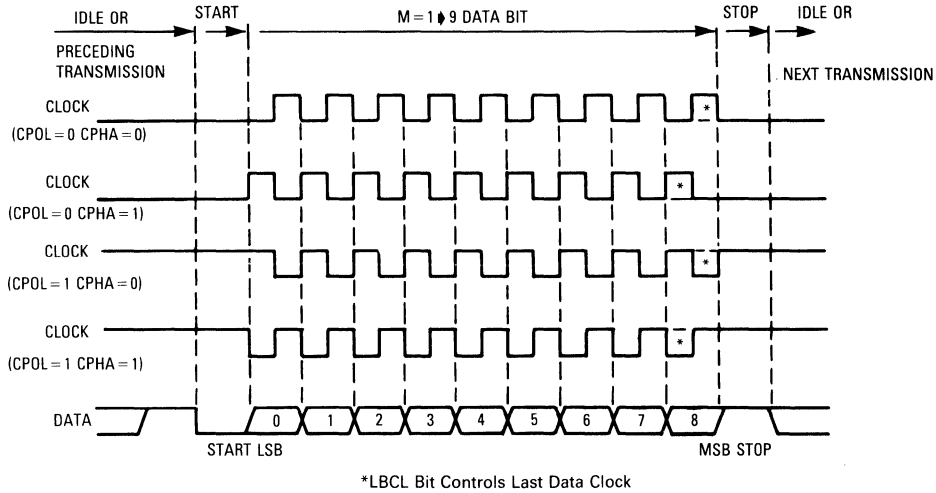 IDLE OR START M = 1 ➧ 9 DATA BIT STOP IDLE OR
PRECEDING
TRANSMISSION
NEXT TRANSMISSION
CLOCK
(CPOL = 0 CPHA = 0)
*
CLOCK
(CPOL = 0 CPHA = 1)
*
CLOCK
(CPOL = 1 CPHA = 0)
*
CLOCK
(CPOL = 1 CPHA = 1)
*
DATA 0 1 2 3 4 5 6 7 8
START LSB MSB STOP
*LBCL Bit Controls Last Data Clock